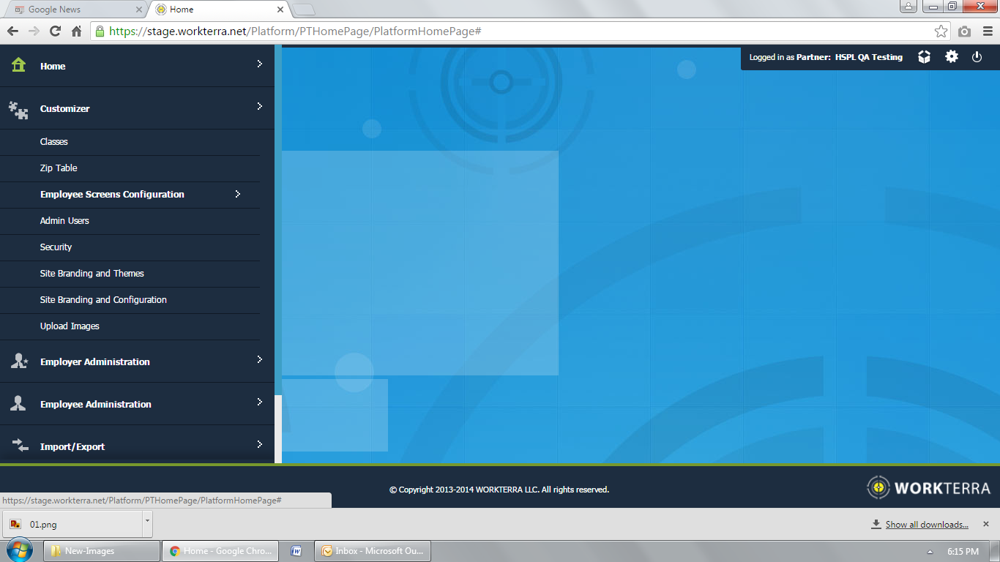 Google News
Home
https://stage.workterra.net/Platform/PTHomePage/PlatformHomePage#
Logged in as Partner: HSPL QA Testing
Home
Customizer
Classes
Zip Table
Employee Screens Configuration
Admin Users
Security
Site Branding and Themes
Site Branding and Configuration
Upload Images
Employer Administration
Employee Administration
Import/Export
© Copyright 2013-2014 WORKTERRA LLC. All rights reserved.
WORKTERRA
https://stage.workterra.net/Platform/PTHomePage/PlatformHomePage#
01.png
Show all downloads...
New-Images
Home - Google Chro...
Inbox - Microsoft Ou...
6:15 PM